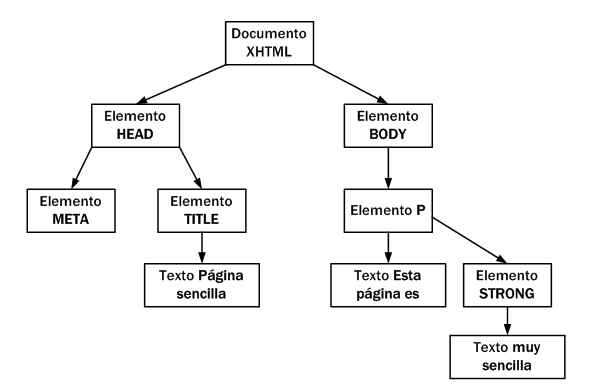 Documento
XHTML
Elemento
HEAD
Elemento
BODY
Elemento
META
Elemento
TITLE
Elemento P
Texto Página
sencilla
Texto Esta
página es
Elemento
STRONG
Texto muy
sencilla